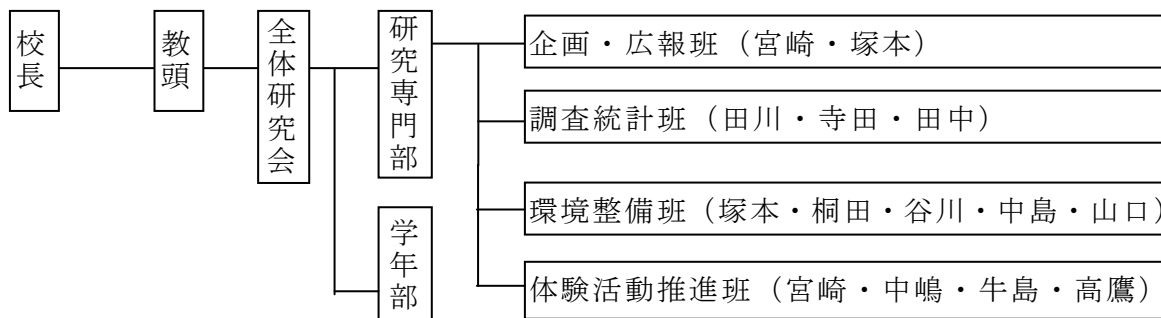 校長
教頭
全体研究会
研究専門部
学年部
企画・広報班（宮崎・塚本）
調査統計班（田川・寺田・田中）
環境整備班（塚本・桐田・谷川・中島・山口）
体験活動推進班（宮崎・中嶋・牛島・高鷹）